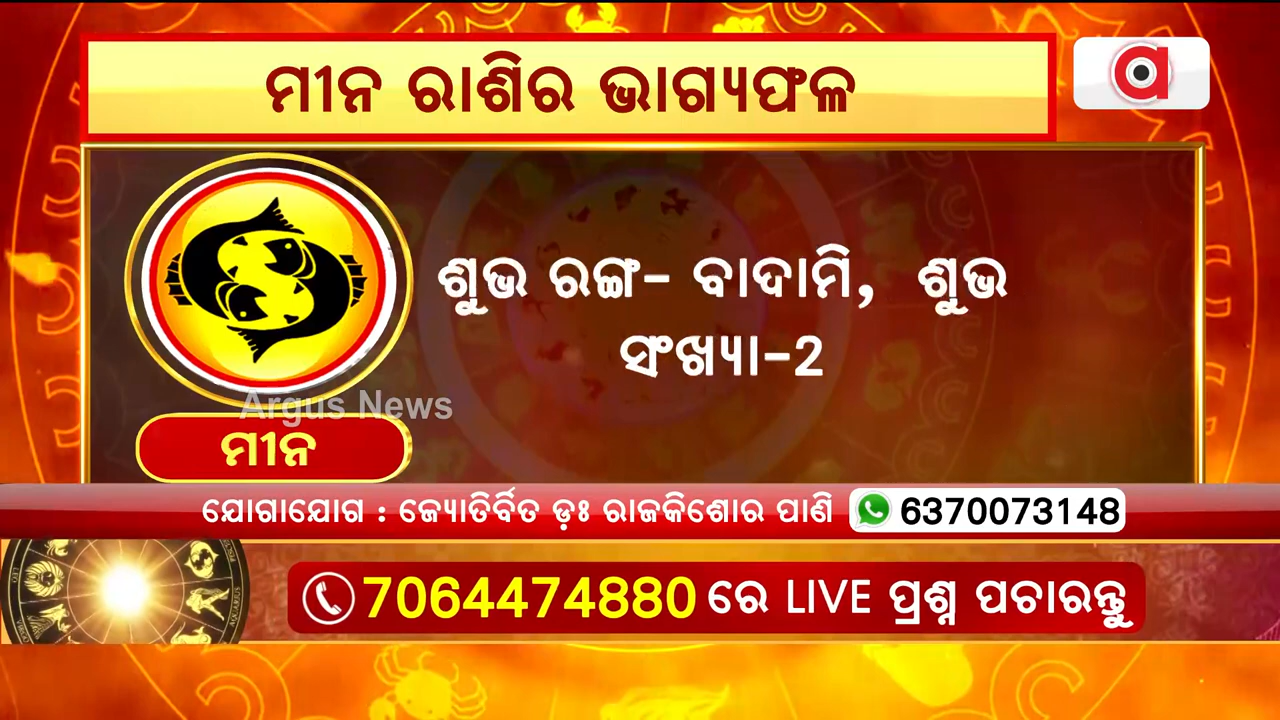 ମୀନ ରାଶିର ଭାଗ୍ୟଫଳ
a
ଶୁଭ ରଙ୍ଗ- ବାଦାମି, ଶୁଭ
ସଂଖ୍ୟା-2
Argus News
ମୀନ
ଯୋଗାଯୋଗ : ଜ୍ୟୋତିର୍ବିତ ଡ଼ଃ ରାଜକିଶୋର ପାଣି 6370073148
7064474880 ରେ LIVE ପ୍ରଶ୍ନ ପଚାରନ୍ତୁ